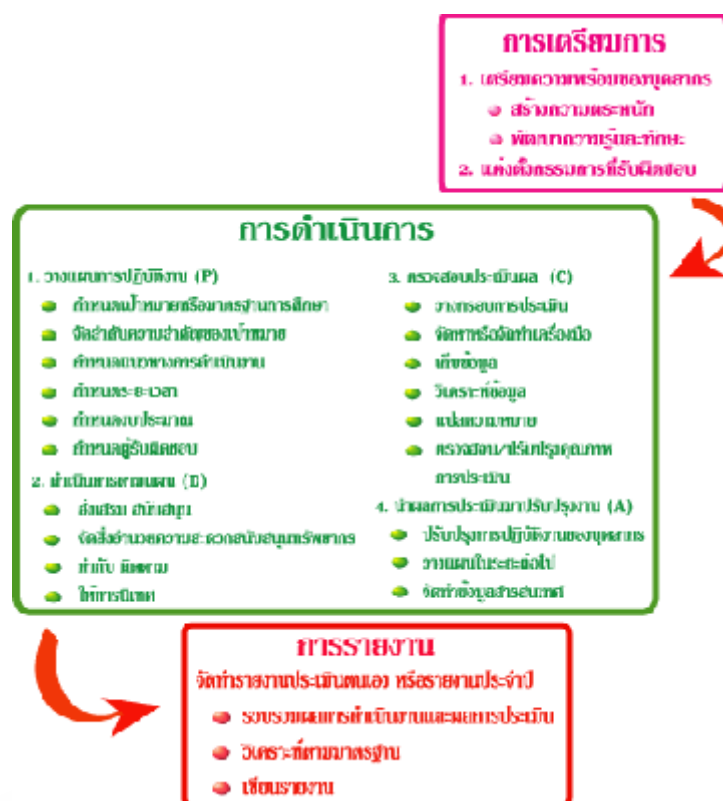 การเตรียมการ
1. เตรียมความพร้อมของบุคลากร
สร้างความตระหนัก
พัฒนาความรู้และทักษะ
2. แต่งตั้งกรรมการที่รับผิดชอบ
การดำเนินการ
1. วางแผนการปฏิบัติงาน (P)
กำหนดเป้าหมายหรือมาตรฐานการศึกษา
จัดลำดับความสำคัญของเป้าหมาย
กำหนดแนวทางการดำเนินงาน
กำหนดระยะเวลา
กำหนดงบประมาณ
กำหนดผู้รับผิดชอบ
2. ดำเนินการตามแผน (D)
ส่งเสริม สนับสนุน
จัดสิ่งอำนวยความสะดวกสนับสนุนทรัพยากร
กำกับ ติดตาม
ให้การนิเทศ
3. ตรวจสอบประเมินผล (C)
วางกรอบการประเมิน
จัดหาหรือจัดทำเครื่องมือ
เก็บข้อมูล
วิเคราะห์ข้อมูล
แปลความหมาย
ตรวจสอบ/ปรับปรุงคุณภาพ
การประเมิน
4. นำผลการประเมินมาปรับปรุงงาน (A)
ปรับปรุงการปฏิบัติงานของบุคลากร
วางแผนในระยะต่อไป
จัดทำข้อมูลสารสนเทศ
การรายงาน
จัดทำรายงานประเมินตนเอง หรือรายงานประจำปี
รวบรวมผลการดำเนินงานและผลการประเมิน
วิเคราะห์ตามมาตรฐาน
เขียนรายงาน